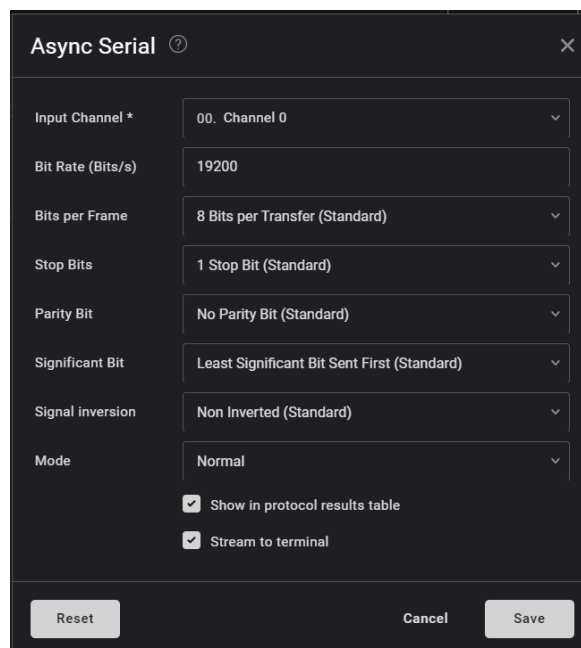 Async Serial
Input Channel * 00. Channel 0
Bit Rate (Bits/s) 19200
Bits per Frame 8 Bits per Transfer (Standard)
Stop Bits 1 Stop Bit (Standard)
Parity Bit No Parity Bit (Standard)
Significant Bit Least Significant Bit Sent First (Standard)
Signal inversion Non Inverted (Standard)
Mode Normal
Show in protocol results table
Stream to terminal
Reset Cancel Save